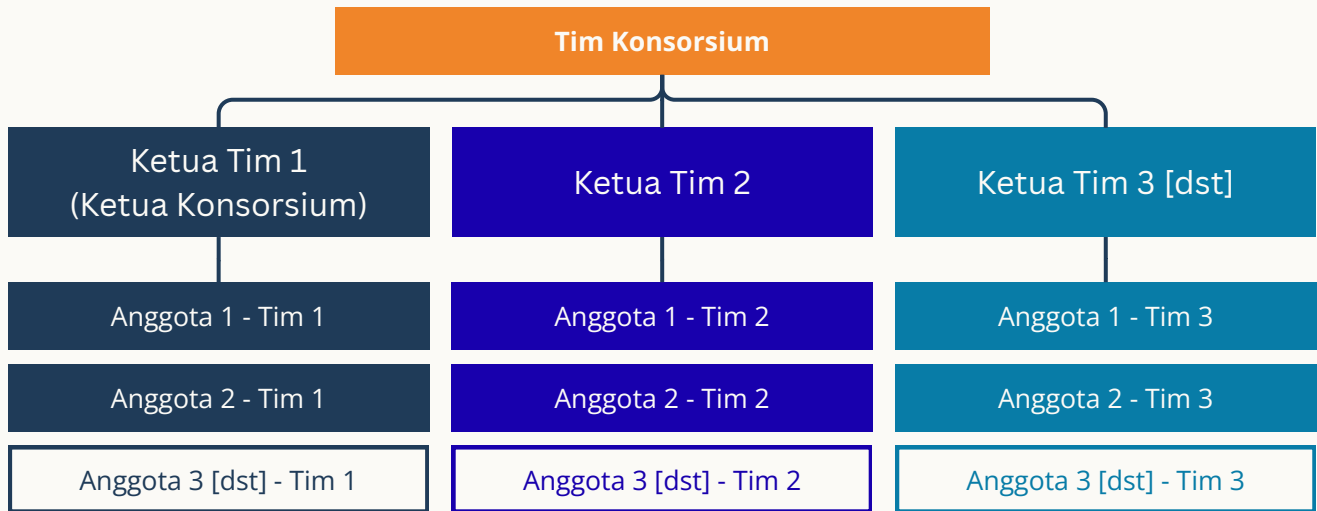 Tim Konsorsium
Ketua Tim 1
(Ketua Konsorsium)
Ketua Tim 2
Ketua Tim 3 [dst]
Anggota 1 - Tim 1
Anggota 1 - Tim 2
Anggota 1 - Tim 3
Anggota 2 - Tim 1
Anggota 2 - Tim 2
Anggota 2 - Tim 3
Anggota 3 [dst] - Tim 1
Anggota 3 [dst] - Tim 2
Anggota 3 [dst] - Tim 3